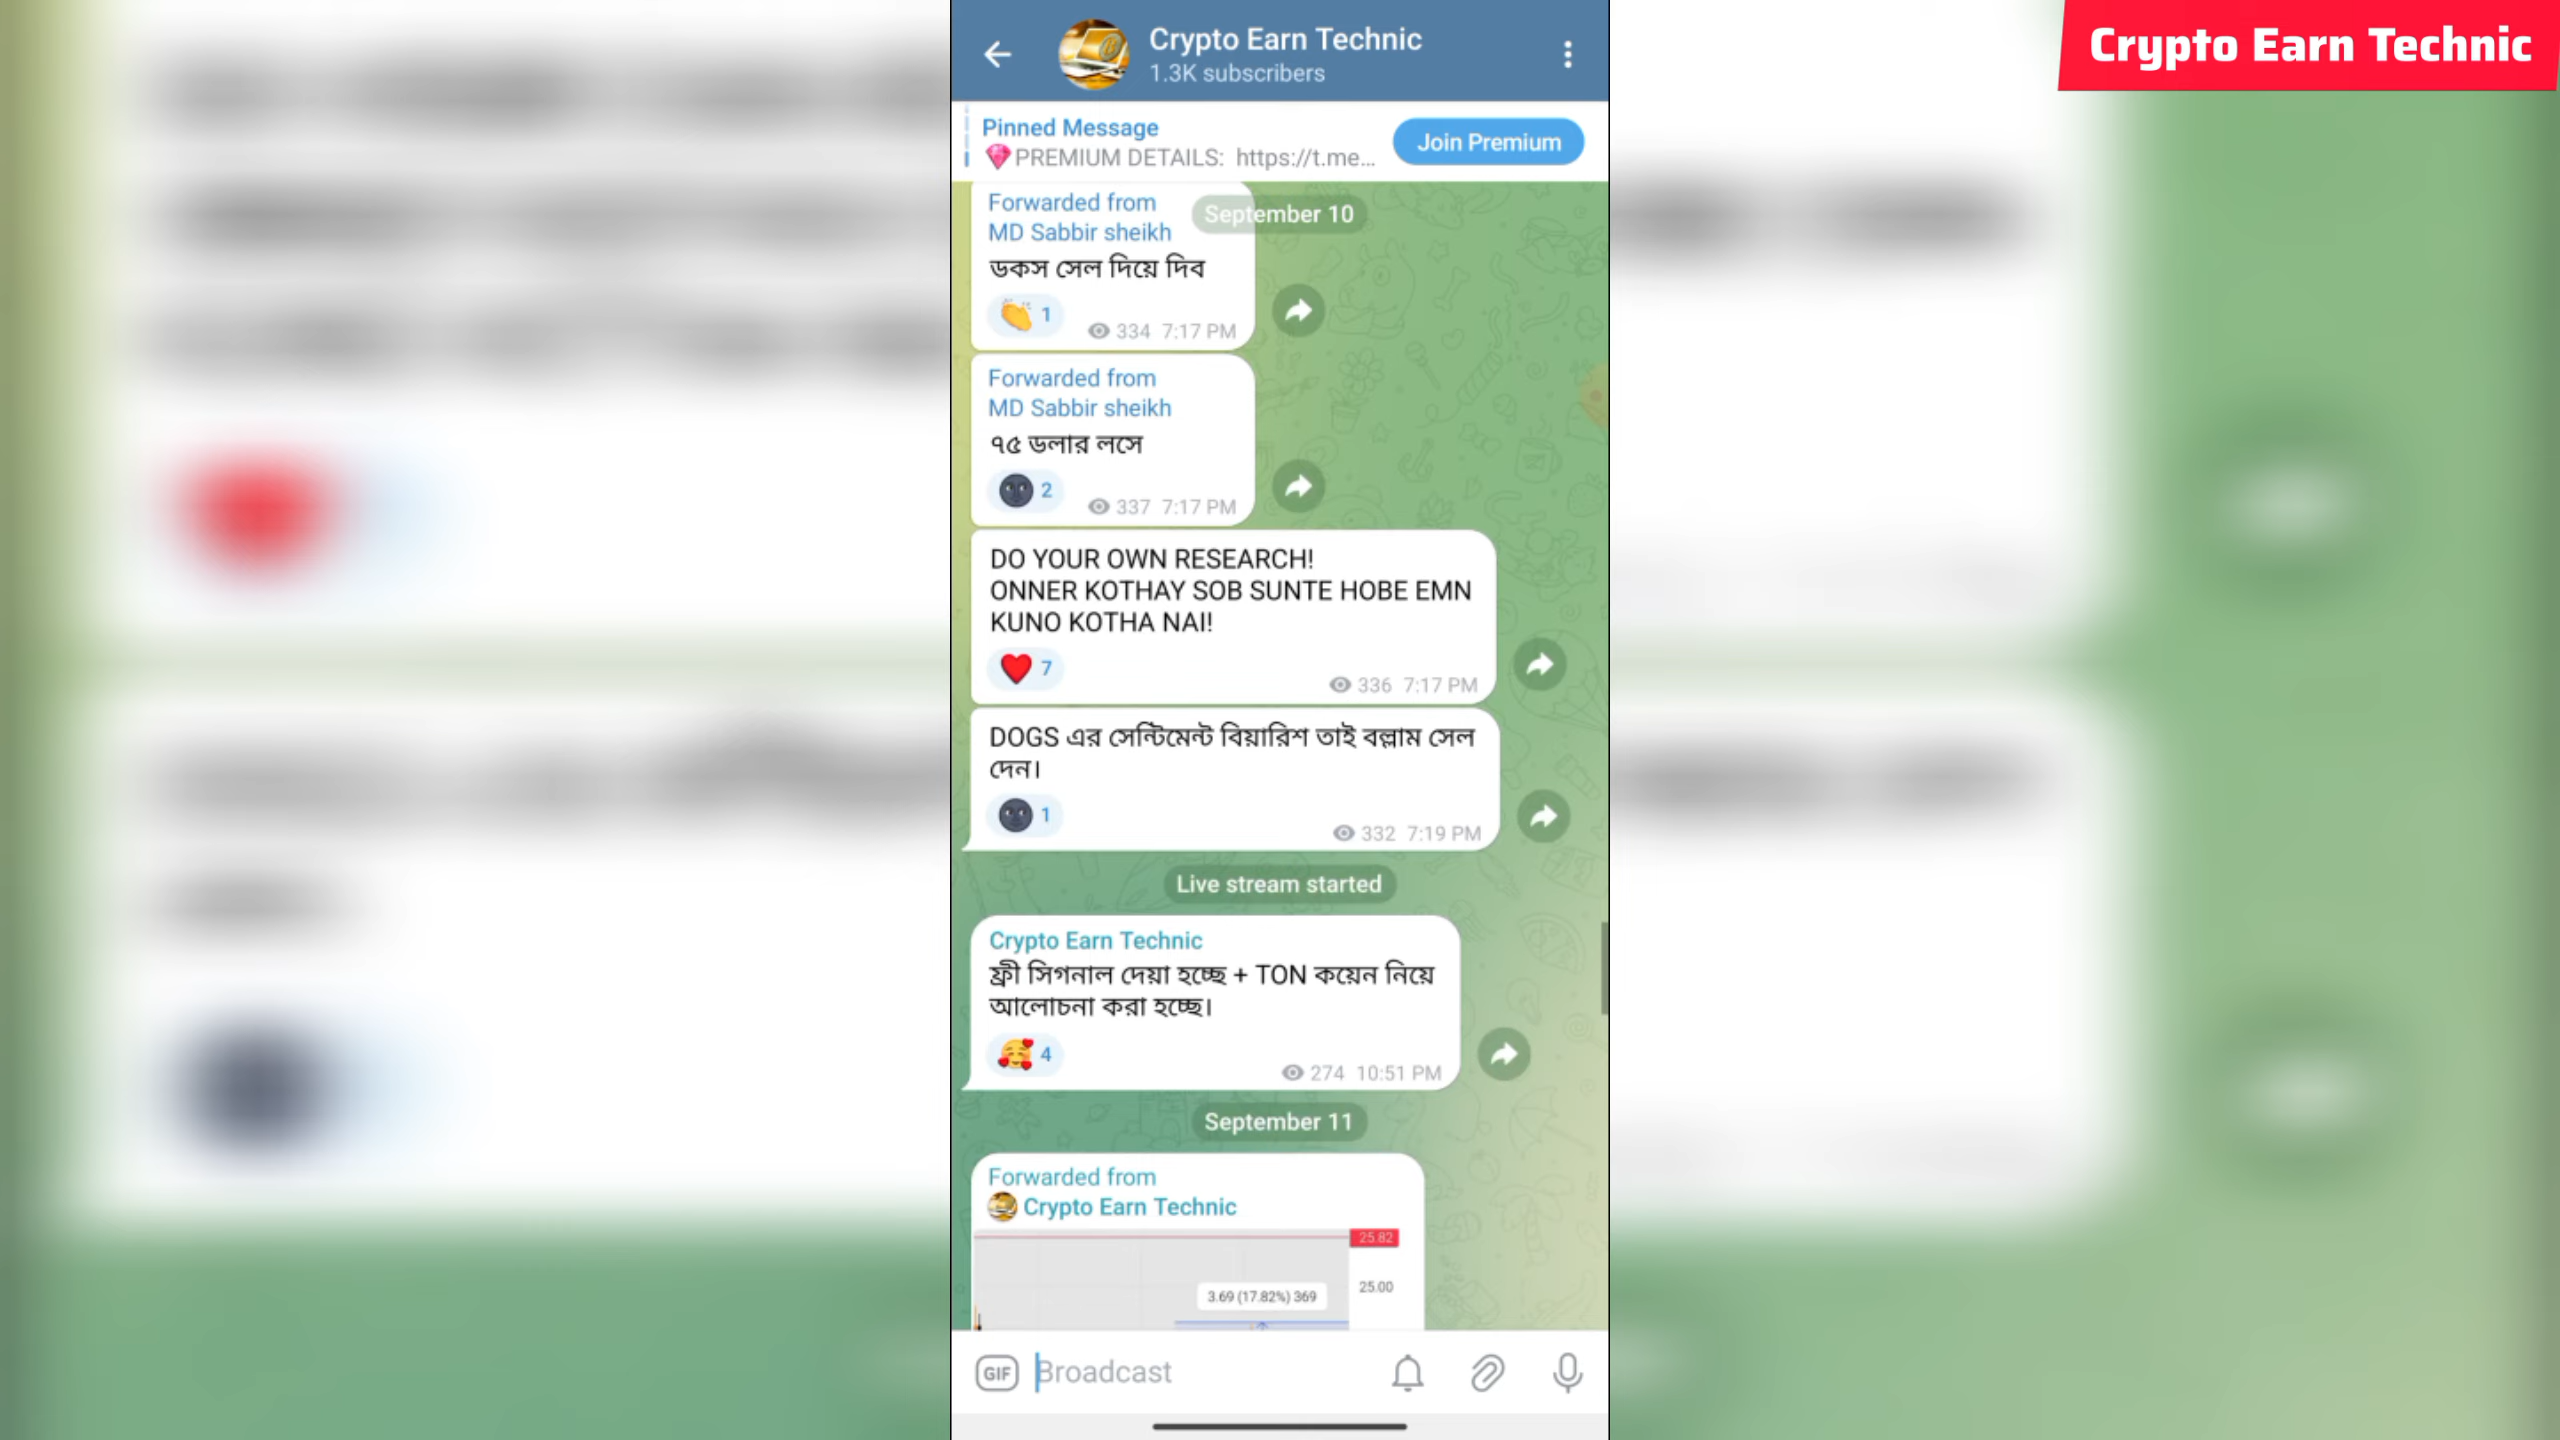 Crypto Earn Technic
Crypto Earn Technic
1.3K subscribers
Pinned Message
PREMIUM DETAILS: https://t.me...
Join Premium
September 10
Forwarded from
MD Sabbir sheikh
ডকস সেল দিয়ে দিব
1
334 7:17 PM
Forwarded from
MD Sabbir sheikh
৭৫ ডলার লসে
2
337 7:17 PM
DO YOUR OWN RESEARCH!
ONNER KOTHAY SOB SUNTE HOBE EMN
KUNO KOTHA NAI!
7
336 7:17 PM
DOGS এর সেন্টিমেন্ট বিয়ারিশ তাই বল্লাম সেল
দেন।
1
332 7:19 PM
Live stream started
Crypto Earn Technic
ফ্রী সিগনাল দেয়া হচ্ছে + TON কয়েন নিয়ে
আলোচনা করা হচ্ছে।
4
274 10:51 PM
September 11
Forwarded from
Crypto Earn Technic
25.82
3.69 (17.82%) 369
25.00
GIF
Broadcast